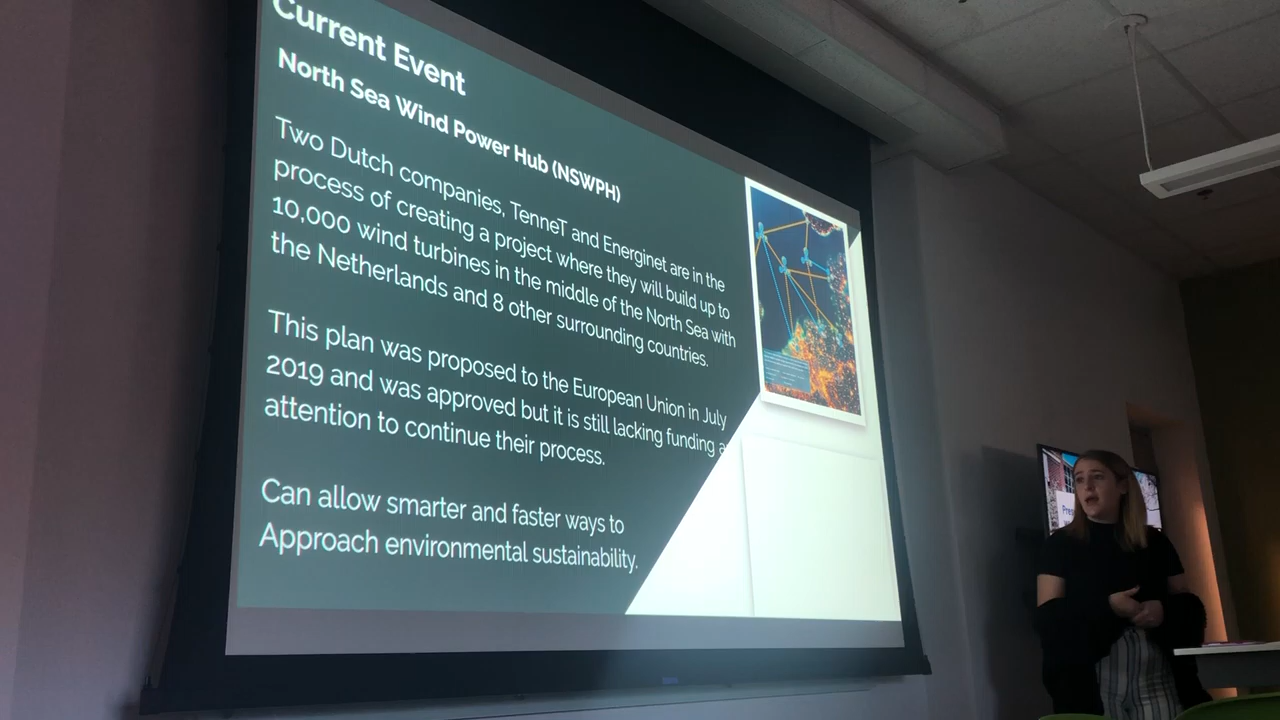 Current Event
North Sea Wind Power Hub (NSWPH)
Two Dutch companies, TenneT and Energinet are in the
process of creating a project where they will build up to
10,000 wind turbines in the middle of the North Sea with
the Netherlands and 8 other surrounding countries.
This plan was proposed to the European Union in July
2019 and was approved but it is still lacking funding
attention to continue their process.
Can allow smarter and faster ways to
Approach environmental sustainability.